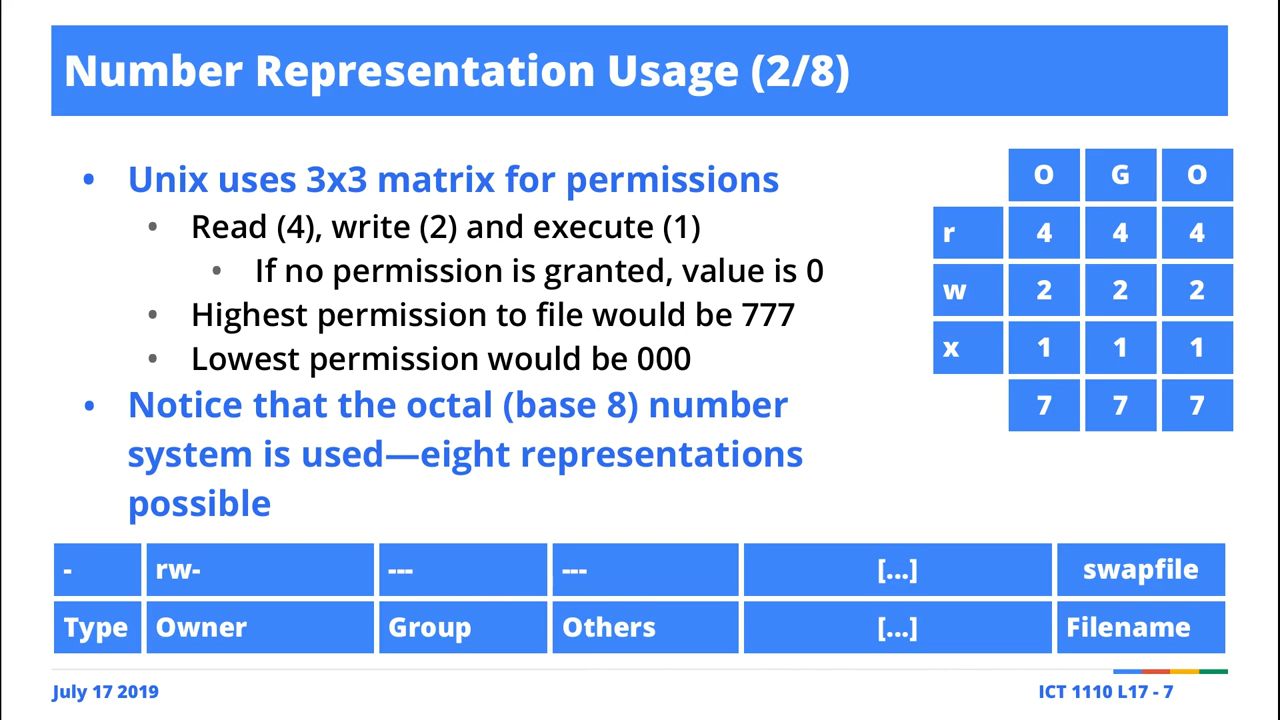 Number Representation Usage (2/8)
• Unix uses 3x3 matrix for permissions
• Read (4), write (2) and execute (1)
• If no permission is granted, value is 0
• Highest permission to file would be 777
• Lowest permission would be 000
• Notice that the octal (base 8) number
system is used—eight representations
possible
O G O
r 4 4 4
w 2 2 2
x 1 1 1
7 7 7
- rw- --- --- [...] swapfile
Type Owner Group Others [...] Filename
July 17 2019 ICT 1110 L17 - 7